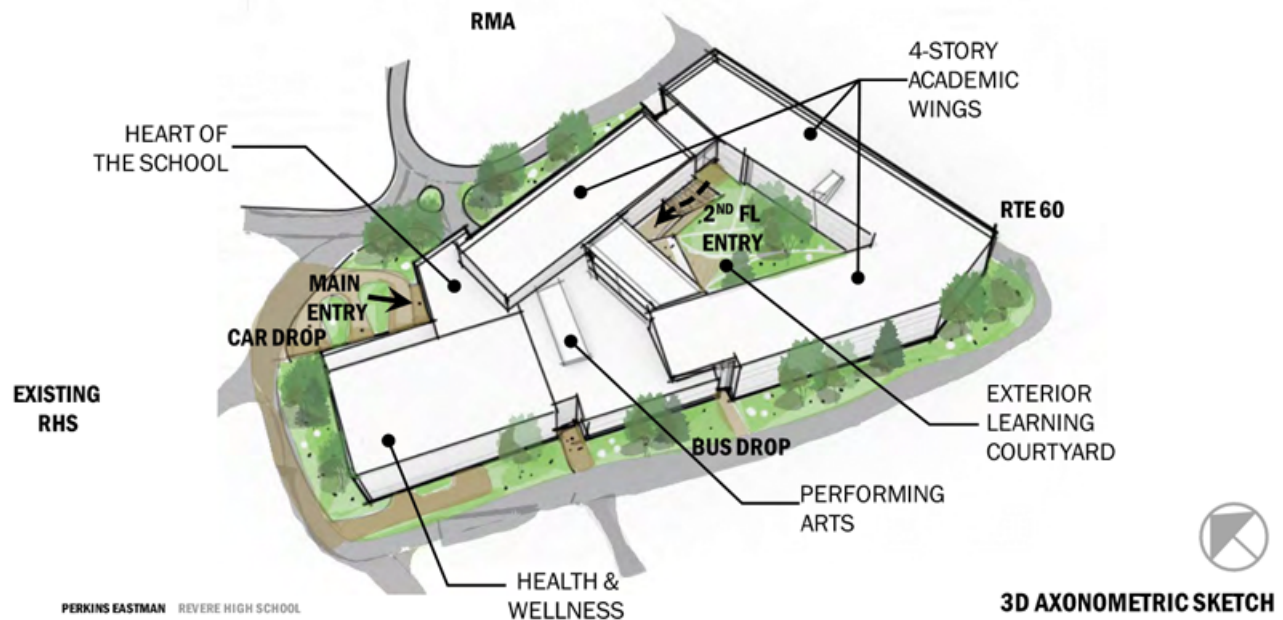 RMA
4-STORY
ACADEMIC
WINGS
HEART OF
THE SCHOOL
2ND FL
ENTRY
RTE 60
MAIN
ENTRY
CAR DROP
EXISTING
RHS
EXTERIOR
LEARNING
COURTYARD
BUS DROP
PERFORMING
ARTS
HEALTH &
WELLNESS
PERKINS EASTMAN REVERE HIGH SCHOOL
3D AXONOMETRIC SKETCH